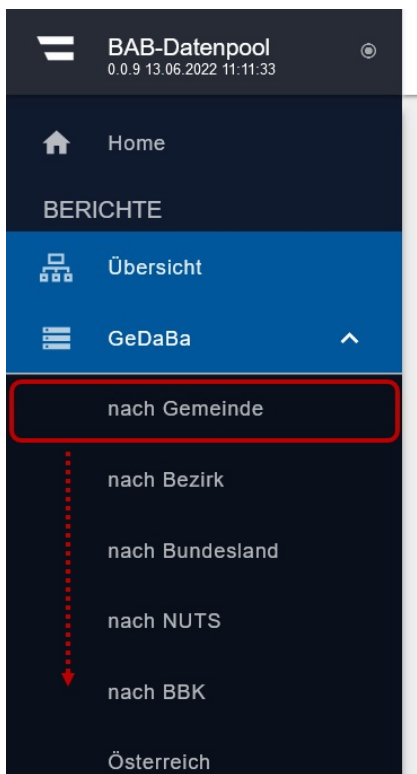 BAB-Datenpool
0.0.9 13.06.2022 11:11:33
Home
BERICHTE
Übersicht
GeDaBa
nach Gemeinde
nach Bezirk
nach Bundesland
nach NUTS
nach BBK
Österreich